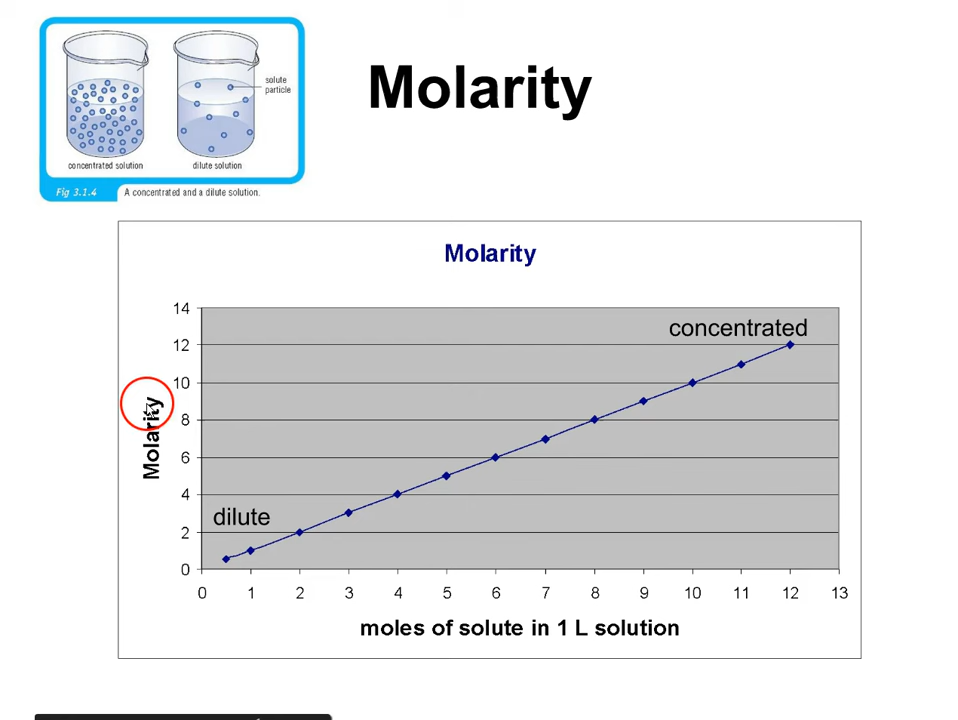 solute
particle
concentrated solution
dilute solution
Fig 3.1.4
A concentrated and a dilute solution.
Molarity
Molarity
14
12
10
8
6
4
2
0
Molarity
concentrated
dilute
0 1 2 3 4 5 6 7 8 9 10 11 12 13
moles of solute in 1 L solution